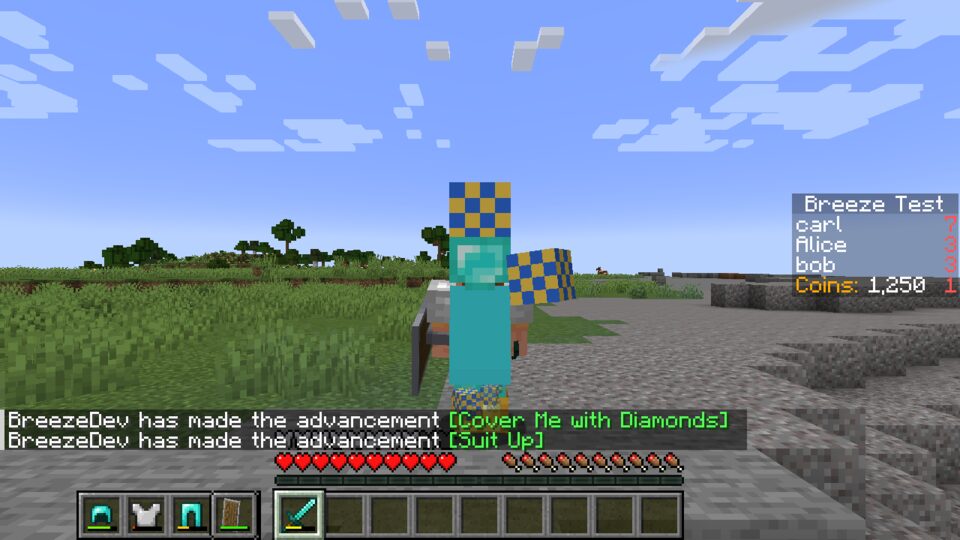 Breeze Test
carl 7
Alice 3
bob
Coins: 1,250 1
BreezeDev has made the advancement [Cover Me with Diamonds]
BreezeDev has made the advancement [Suit Up]